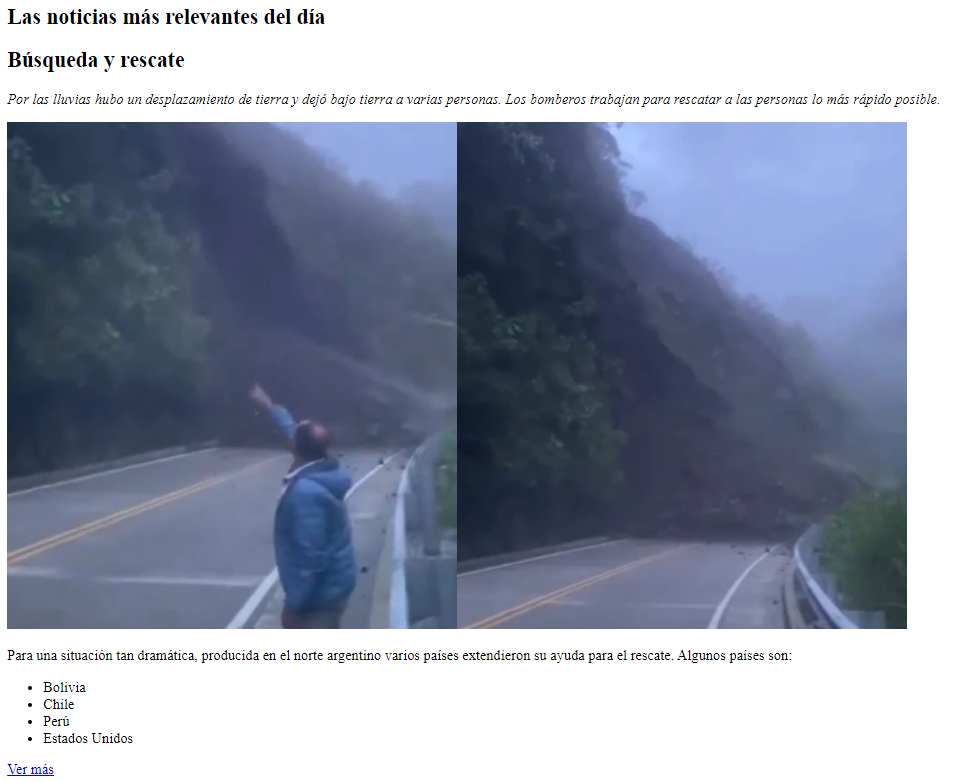 Las noticias más relevantes del día
Búsqueda y rescate
Por las lluvias hubo un desplazamiento de tierra y dejó bajo tierra a varias personas. Los bomberos trabajan para rescatar a las personas lo más rápido posible.
Para una situación tan dramática, producida en el norte argentino varios países extendieron su ayuda para el rescate. Algunos países son:
Bolivia
Chile
Perú
Estados Unidos
Ver más